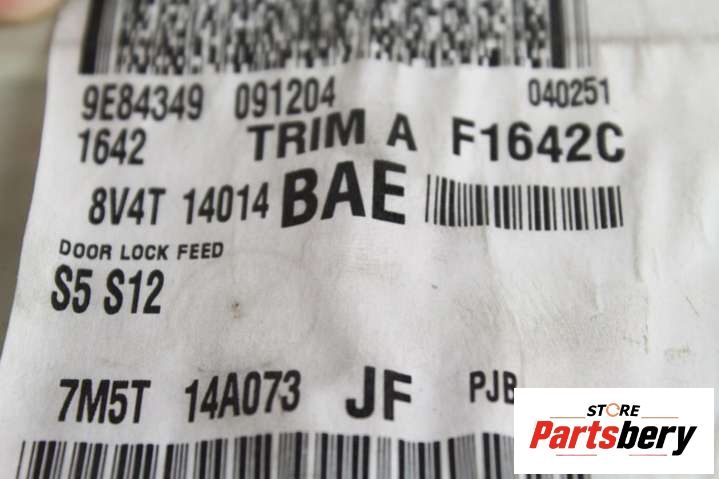 9E84349 091204 040251
1642 TRIM A F1642C
8V4T 14014 BAE
DOOR LOCK FEED
S5 S12
7M5T 14A073 JF PJB
STORE
Partsbery